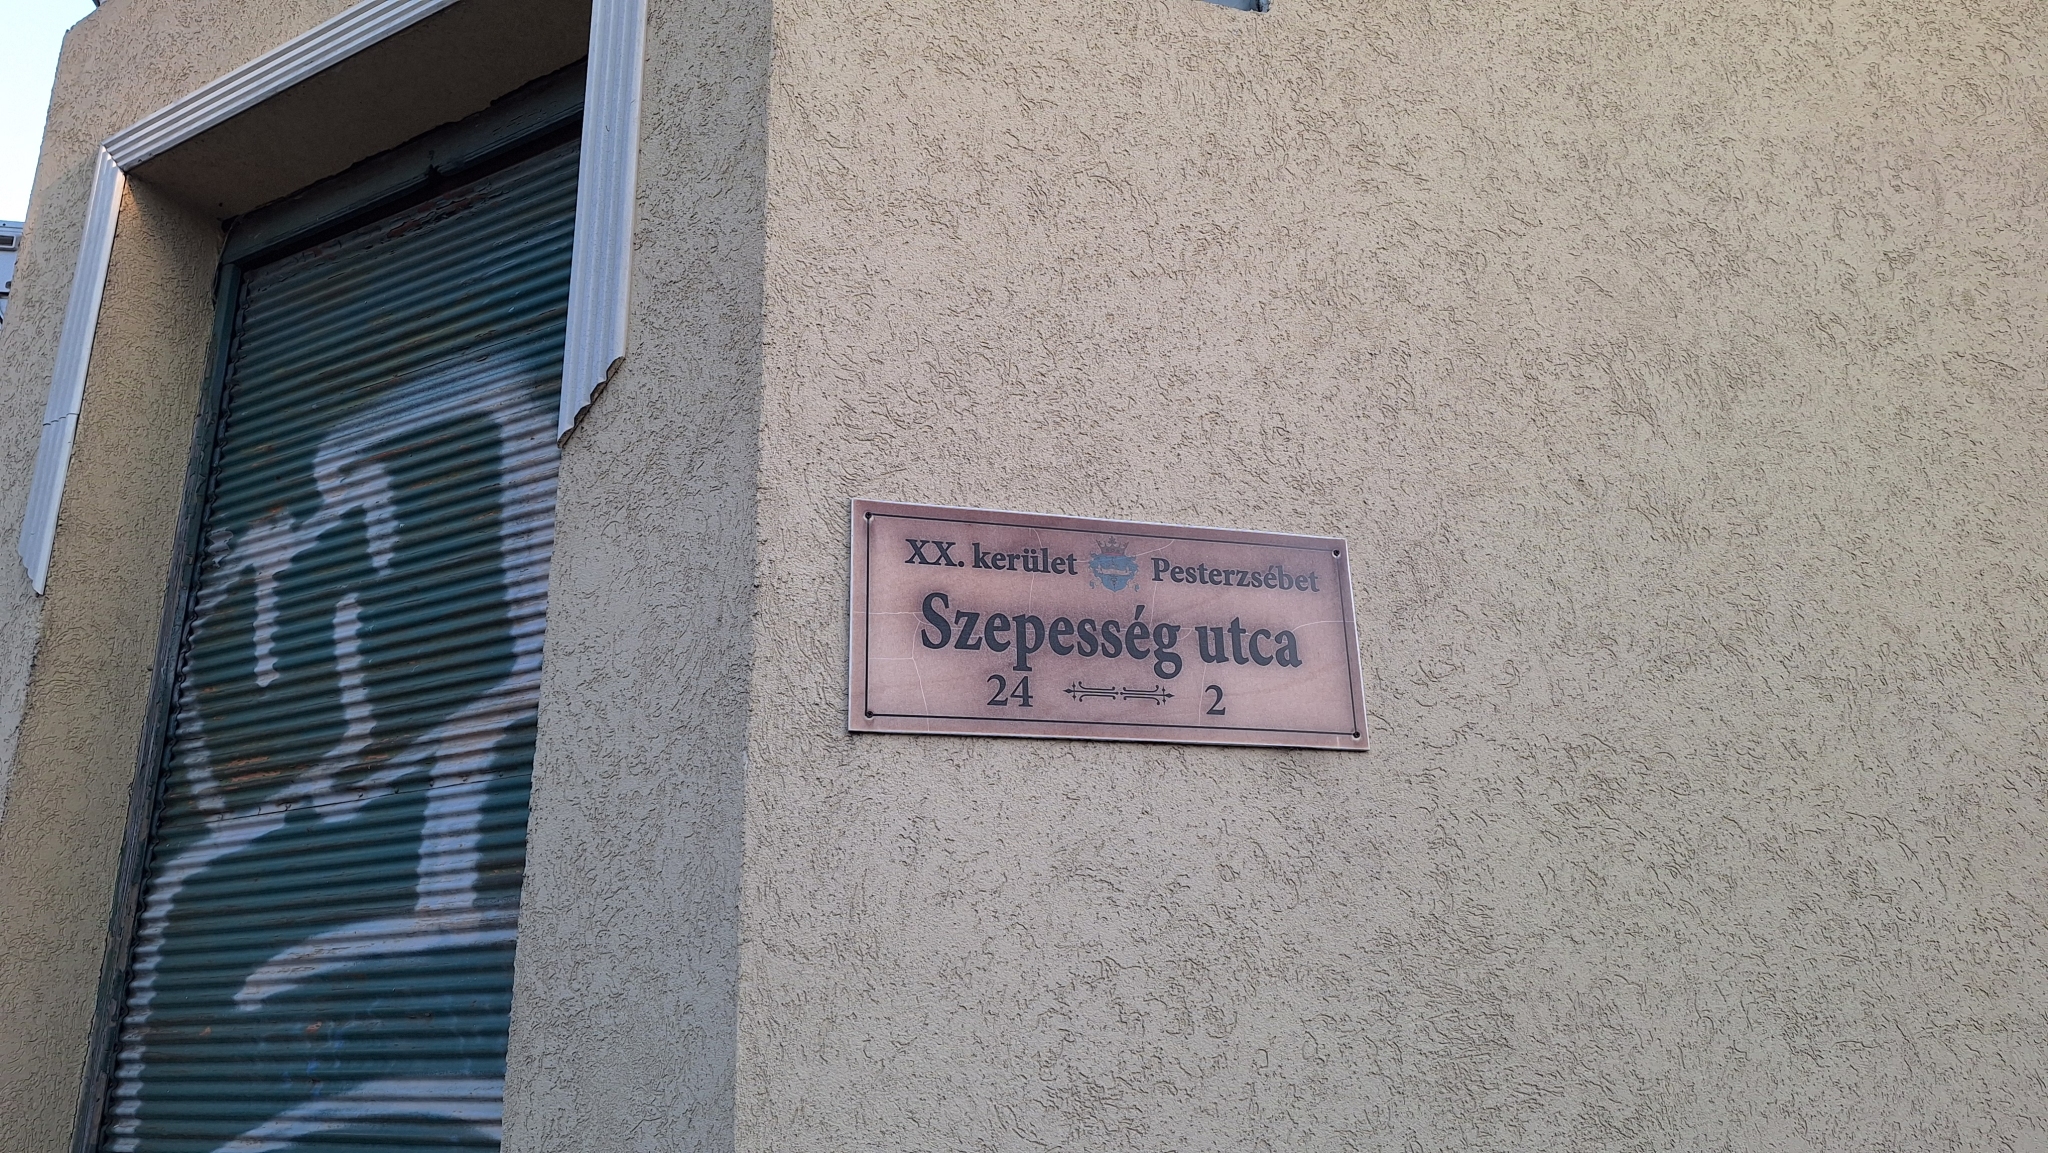 XX. kerület Pesterzsébet
Szepesség utca
24 2